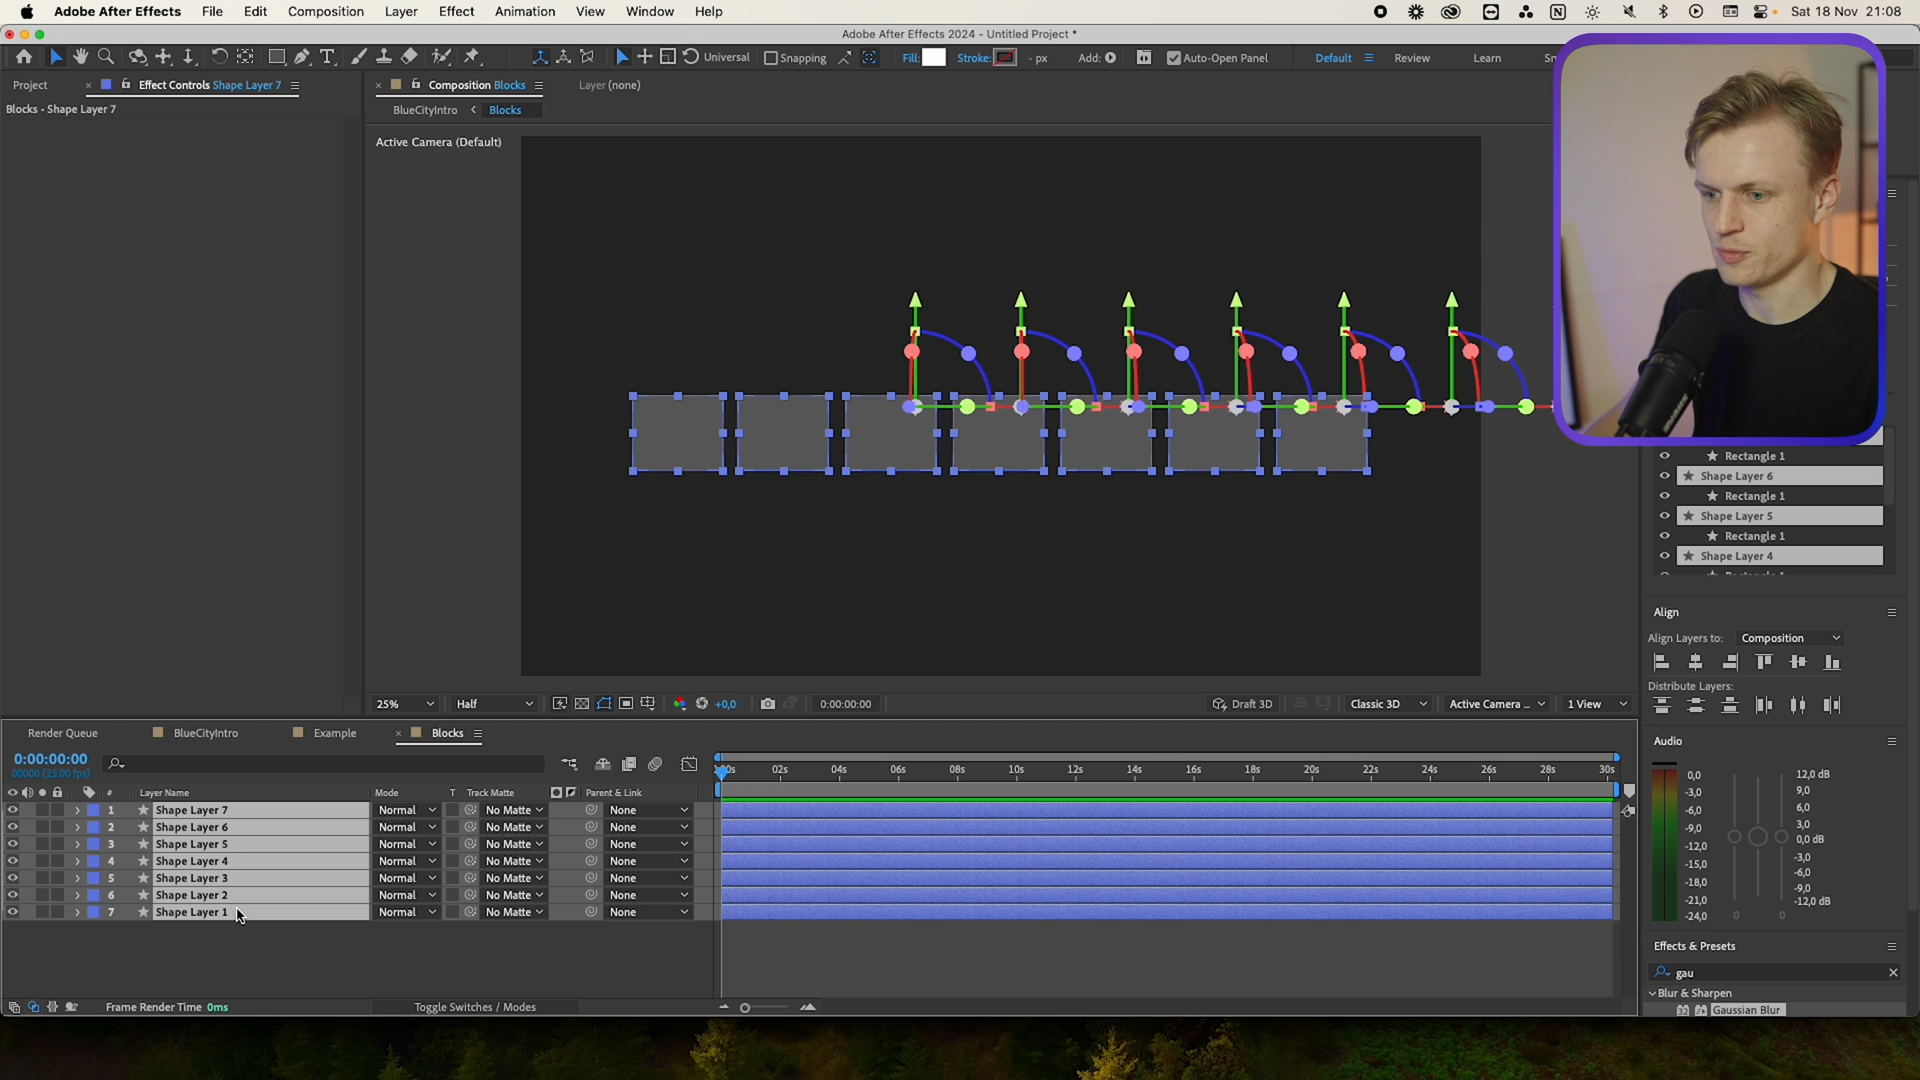 Adobe After Effects File Edit Composition Layer Effect Animation View Window Help Sat 18 Nov 21:08
Adobe After Effects 2024 - Untitled Project *
Universal Snapping Fill: Stroke: - px Add: Auto-Open Panel Default Review Learn
Project Effect Controls Shape Layer 7 Composition Blocks Layer (none)
Blocks • Shape Layer 7
BlueCityIntro Blocks
Active Camera (Default)
Rectangle 1
Shape Layer 6
Rectangle 1
Shape Layer 5
Rectangle 1
Shape Layer 4
Align
Align Layers to: Composition
Distribute Layers:
25% Half +0,0 0:00:00:00 Draft 3D Classic 3D Active Camera ... 1 View
Render Queue BlueCityIntro Example Blocks
0:00:00:00
00000 (25.00 fps)
02s 04s 06s 08s 10s 12s 14s 16s 18s 20s 22s 24s 26s 28s 30s
# Layer Name Mode T Track Matte Parent & Link
1 Shape Layer 7 Normal No Matte None
2 Shape Layer 6 Normal No Matte None
3 Shape Layer 5 Normal No Matte None
4 Shape Layer 4 Normal No Matte None
5 Shape Layer 3 Normal No Matte None
6 Shape Layer 2 Normal No Matte None
7 Shape Layer 1 Normal No Matte None
Frame Render Time 0ms Toggle Switches / Modes
Audio
0,0 12,0 dB
-3,0 9,0
-6,0 6,0
-9,0 3,0
-12,0 0,0 dB
-15,0 -3,0
-18,0 -6,0
-21,0 -9,0
-24,0 0 0 -12,0 dB
Effects & Presets
gau
Blur & Sharpen
32 Gaussian Blur